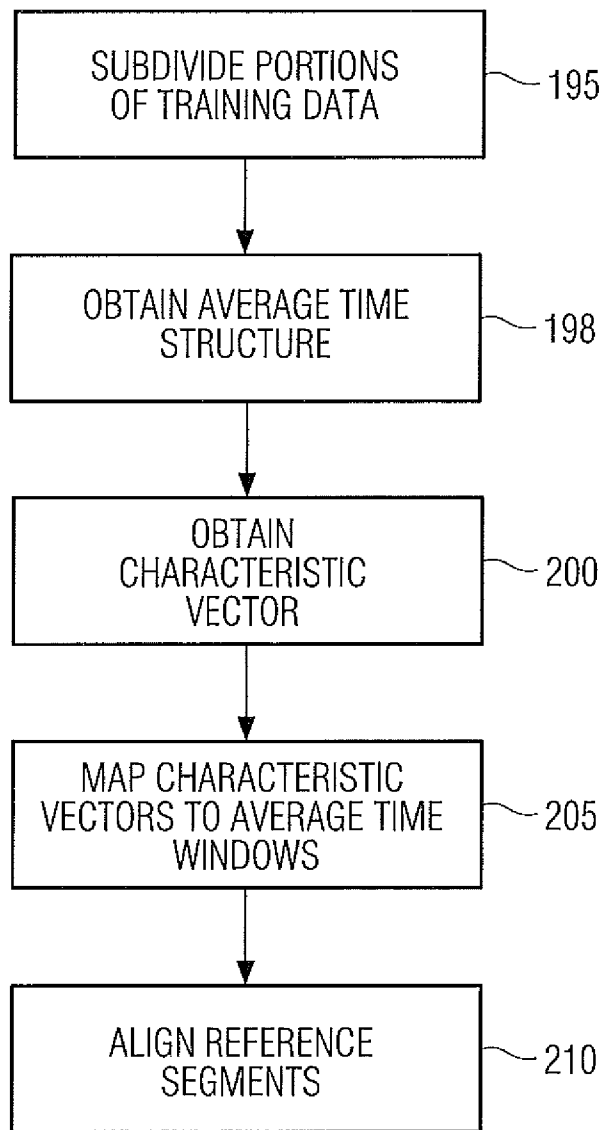 SUBDIVIDE PORTIONS
OF TRAINING DATA
195
OBTAIN AVERAGE TIME
STRUCTURE
198
OBTAIN
CHARACTERISTIC
VECTOR
200
MAP CHARACTERISTIC
VECTORS TO AVERAGE TIME
WINDOWS
205
ALIGN REFERENCE
SEGMENTS
210